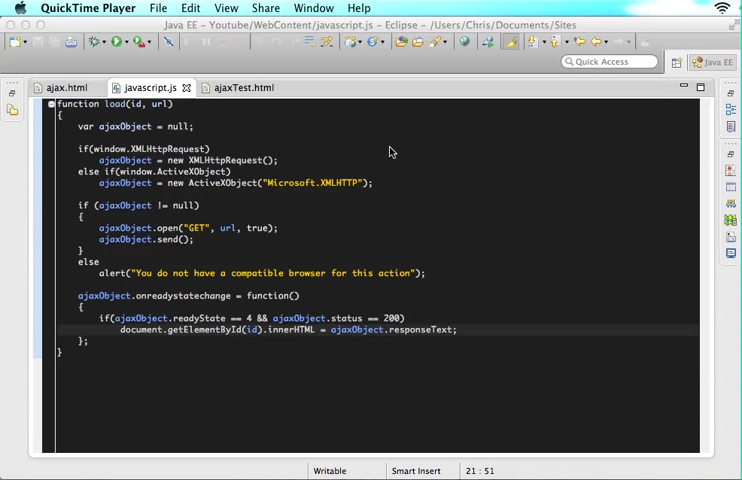 QuickTime Player File Edit View Share Window Help
Java EE - Youtube/WebContent/javascript.js - Eclipse - /Users/Chris/Documents/Sites
Quick Access
Java EE
ajax.html javascript.js ajaxTest.html
function load(id, url)
{
var ajaxObject = null;
if(window.XMLHttpRequest)
ajaxObject = new XMLHttpRequest();
else if(window.ActiveXObject)
ajaxObject = new ActiveXObject("Microsoft.XMLHTTP");
if (ajaxObject != null)
{
ajaxObject.open("GET", url, true);
ajaxObject.send();
}
else
alert("You do not have a compatible browser for this action");
ajaxObject.onreadystatechange = function()
{
if(ajaxObject.readyState == 4 && ajaxObject.status == 200)
document.getElementById(id).innerHTML = ajaxObject.responseText;
};
}
Writable Smart Insert 21 : 51